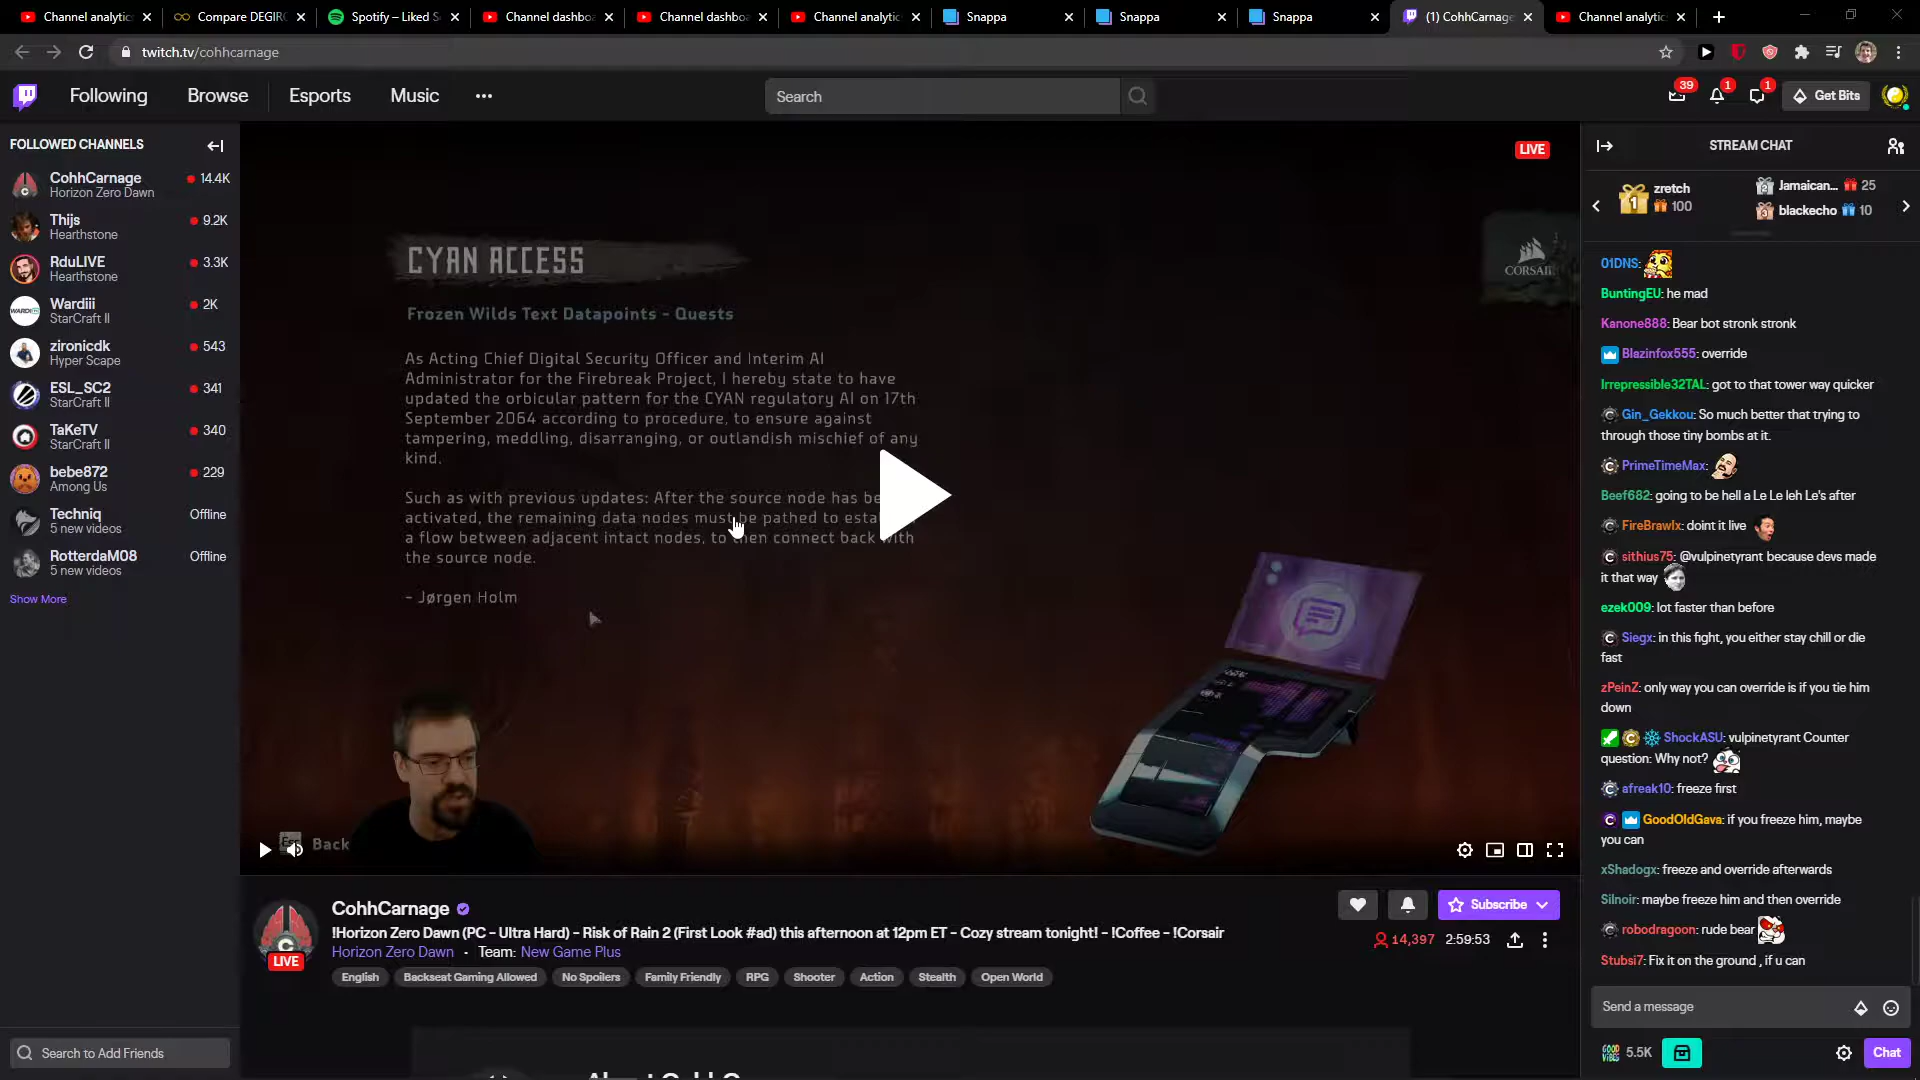 Channel analytic
Compare DEGIRO
Spotify – Liked S
Channel dashbo
Channel dashboa
Channel analytic
Snappa
Snappa
Snappa
(1) CohhCarnage
Channel analytic
twitch.tv/cohhcarnage
Following
Browse
Esports
Music
Search
39
1
1
Get Bits
FOLLOWED CHANNELS
CohhCarnage
14.4K
Horizon Zero Dawn
Thijs
9.2K
Hearthstone
RduLIVE
3.3K
Hearthstone
Wardiii
2K
StarCraft II
zironicdk
543
Hyper Scape
ESL_SC2
341
StarCraft II
TaKeTV
340
StarCraft II
bebe872
229
Among Us
Techniq
Offline
5 new videos
RotterdaM08
Offline
5 new videos
Show More
Search to Add Friends
LIVE
CORSAIR
CYAN ACCESS
Frozen Wilds Text Datapoints - Quests
As Acting Chief Digital Security Officer and Interim AI
Administrator for the Firebreak Project, I hereby state to have
updated the orbicular pattern for the CYAN regulatory AI on 17th
September 2064 according to procedure, to ensure against
tampering, meddling, disarranging, or outlandish mischief of any
kind.
Such as with previous updates: After the source node has be
activated, the remaining data nodes must be pathed to esta
a flow between adjacent intact nodes, to then connect back with
the source node.
- Jørgen Holm
Esc Back
CohhCarnage
!Horizon Zero Dawn (PC - Ultra Hard) - Risk of Rain 2 (First Look #ad) this afternoon at 12pm ET - Cozy stream tonight! - !Coffee - !Corsair
Horizon Zero Dawn · Team: New Game Plus
LIVE
English
Backseat Gaming Allowed
No Spoilers
Family Friendly
RPG
Shooter
Action
Stealth
Open World
Subscribe
14,397
2:59:53
STREAM CHAT
1 zretch
100
2 Jamaican... 25
3 blackecho 10
01DNS:
BuntingEU: he mad
Kanone888: Bear bot stronk stronk
Blazinfox555: override
Irrepressible32TAL: got to that tower way quicker
Gin_Gekkou: So much better that trying to
through those tiny bombs at it.
PrimeTimeMax:
Beef682: going to be hell a Le Le leh Le's after
FireBrawlx: doint it live
sithius75: @vulpinetyrant because devs made
it that way
ezek009: lot faster than before
Siegx: in this fight, you either stay chill or die
fast
zPeinZ: only way you can override is if you tie him
down
ShockASU: vulpinetyrant Counter
question: Why not?
afreak10: freeze first
GoodOldGava: if you freeze him, maybe
you can
xShadogx: freeze and override afterwards
Silnoir: maybe freeze him and then override
robodragoon: rude bear
Stubsi7: Fix it on the ground , if u can
Send a message
GOOD VIBES
5.5K
Chat